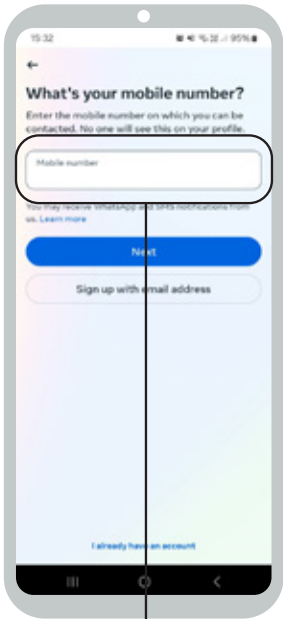 15:32
95%
What's your mobile number?
Enter the mobile number on which you can be
contacted. No one will see this on your profile.
Mobile number
You may receive WhatsApp and SMS notifications from
us. Learn more
Next
Sign up with email address
I already have an account